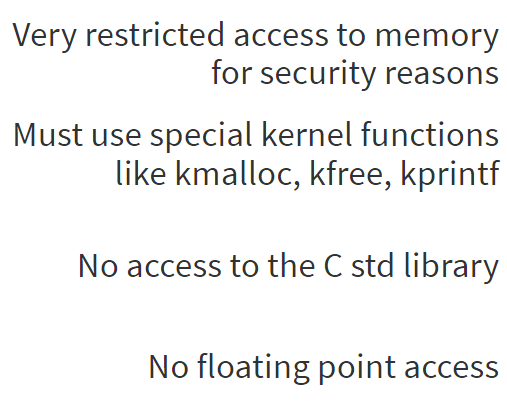 Very restricted access to memory
for security reasons
Must use special kernel functions
like kmalloc, kfree, kprintf
No access to the C std library
No floating point access